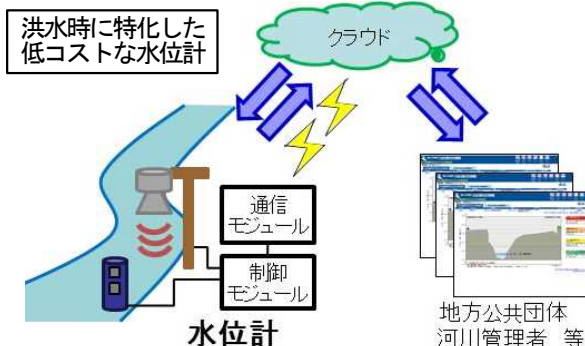 洪水時に特化した
低コストな水位計
クラウド
通信
モジュール
制御
モジュール
水位計
地方公共団体
河川管理者 等